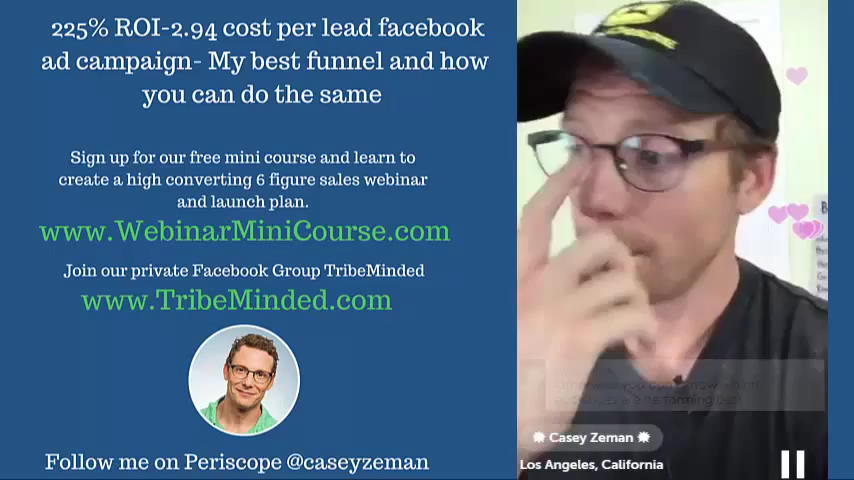 225% ROI-2.94 cost per lead facebook
ad campaign- My best funnel and how
you can do the same
Sign up for our free mini course and learn to
create a high converting 6 figure sales webinar
and launch plan.
www.WebinarMiniCourse.com
Join our private Facebook Group TribeMinded
www.TribeMinded.com
Follow me on Periscope @caseyzeman
Casey Zeman
Los Angeles, California